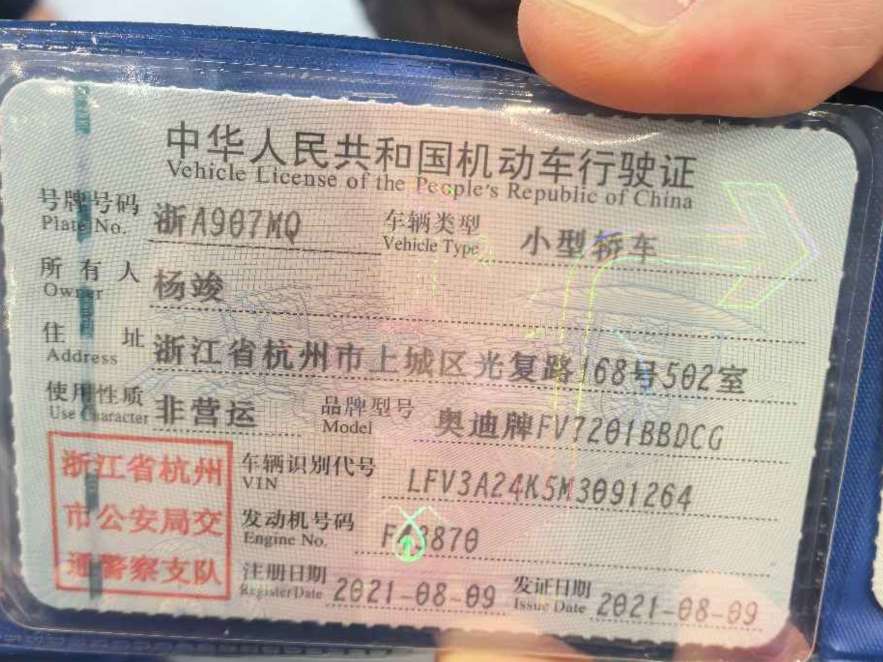 中华人民共和国机动车行驶证
Vehicle License of the People's Republic of China
号牌号码 浙A907MQ 车辆类型 小型轿车
Plate No. Vehicle Type
所有人 杨竣
Owner
住址 浙江省杭州市上城区光复路168号502室
Address
使用性质 非营运 品牌型号 奥迪牌FV7201BBDCG
Use Character Model
浙江省杭州
市公安局交
通警察支队
车辆识别代号 LFV3A24K5M3091264
VIN
发动机号码
Engine No.
注册日期 2021-08-09 发证日期 2021-08-09
Register Date Issue Date